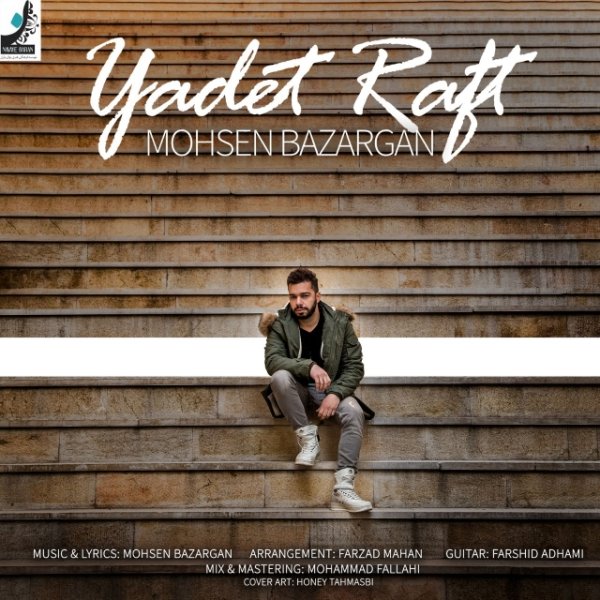 Yadet Raft
MOHSEN BAZARGAN
MUSIC & LYRICS: MOHSEN BAZARGAN ARRANGEMENT: FARZAD MAHAN GUITAR: FARSHID ADHAMI
MIX & MASTERING: MOHAMMAD FALLAHI
COVER ART: HONEY TAHMASBI